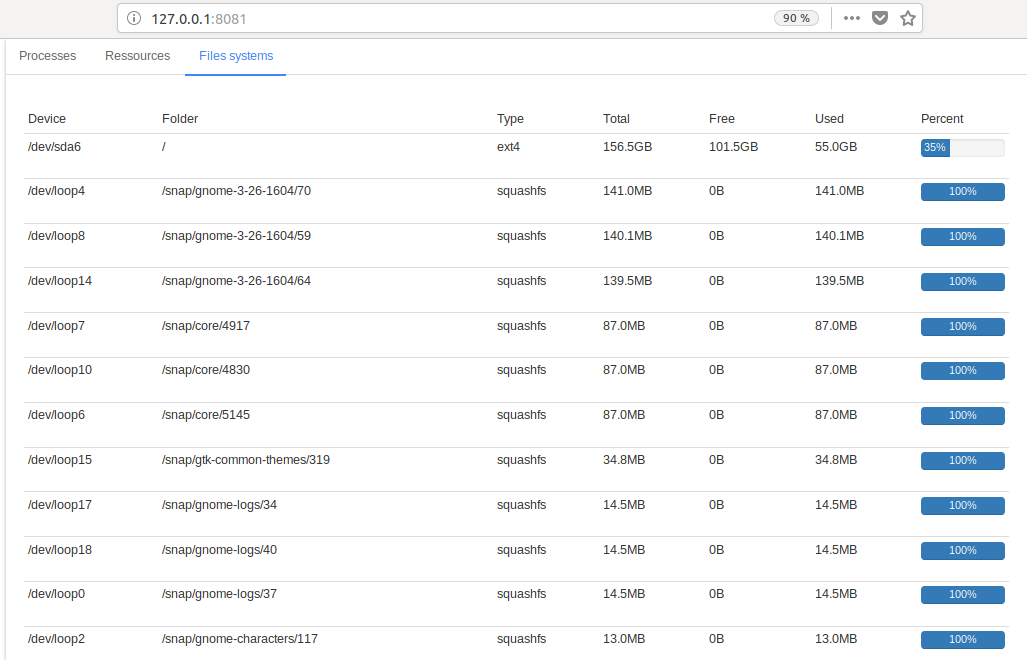 127.0.0.1:8081 90 %
Processes Ressources Files systems
Device Folder Type Total Free Used Percent
/dev/sda6 / ext4 156.5GB 101.5GB 55.0GB 35%
/dev/loop4 /snap/gnome-3-26-1604/70 squashfs 141.0MB 0B 141.0MB 100%
/dev/loop8 /snap/gnome-3-26-1604/59 squashfs 140.1MB 0B 140.1MB 100%
/dev/loop14 /snap/gnome-3-26-1604/64 squashfs 139.5MB 0B 139.5MB 100%
/dev/loop7 /snap/core/4917 squashfs 87.0MB 0B 87.0MB 100%
/dev/loop10 /snap/core/4830 squashfs 87.0MB 0B 87.0MB 100%
/dev/loop6 /snap/core/5145 squashfs 87.0MB 0B 87.0MB 100%
/dev/loop15 /snap/gtk-common-themes/319 squashfs 34.8MB 0B 34.8MB 100%
/dev/loop17 /snap/gnome-logs/34 squashfs 14.5MB 0B 14.5MB 100%
/dev/loop18 /snap/gnome-logs/40 squashfs 14.5MB 0B 14.5MB 100%
/dev/loop0 /snap/gnome-logs/37 squashfs 14.5MB 0B 14.5MB 100%
/dev/loop2 /snap/gnome-characters/117 squashfs 13.0MB 0B 13.0MB 100%